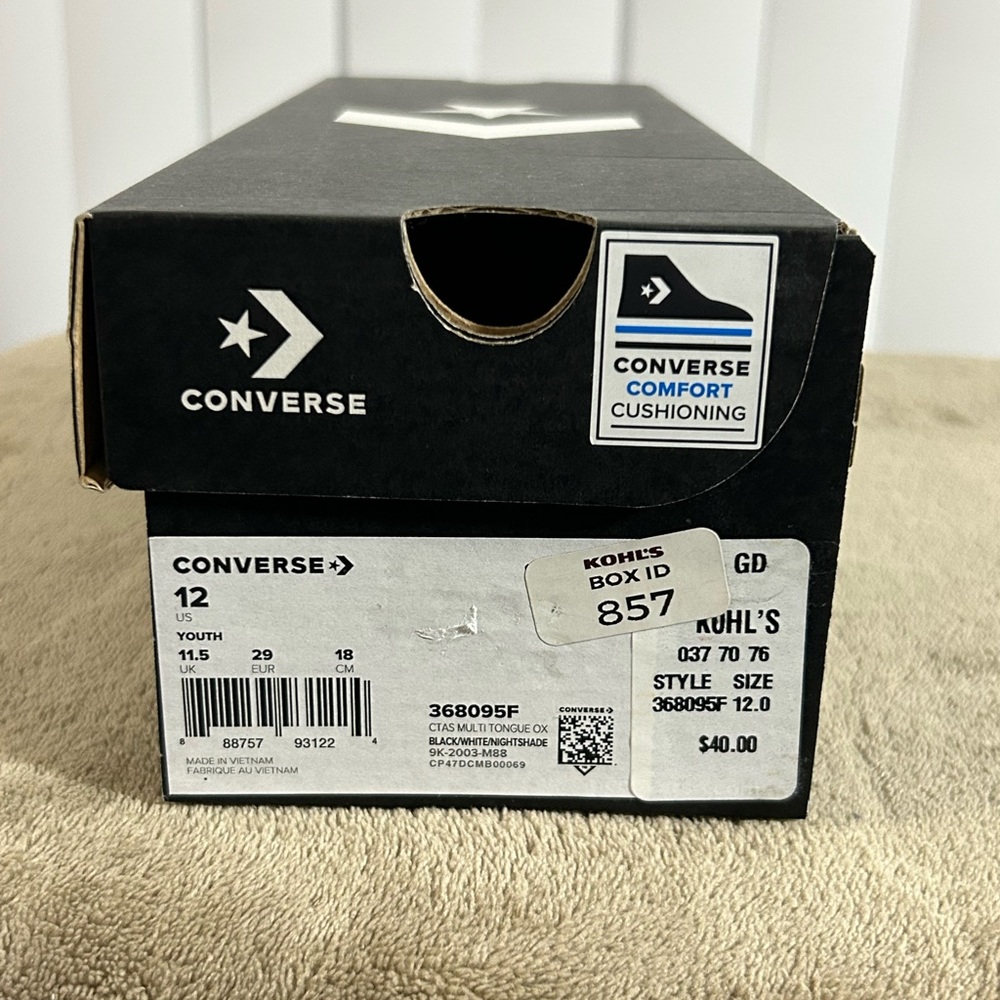 CONVERSE
CONVERSE
COMFORT
CUSHIONING
CONVERSE
12
US
YOUTH
11.5 29 18
UK EUR CM
8 88757 93122 4
MADE IN VIETNAM
FABRIQUE AU VIETNAM
368095F
CTAS MULTI TONGUE OX
BLACK/WHITE/NIGHTSHADE
9K-2003-M88
CP47DCMB00069
CONVERSE
KOHL'S
BOX ID
857
GD
KOHL'S
037 70 76
STYLE SIZE
368095F 12.0
$40.00